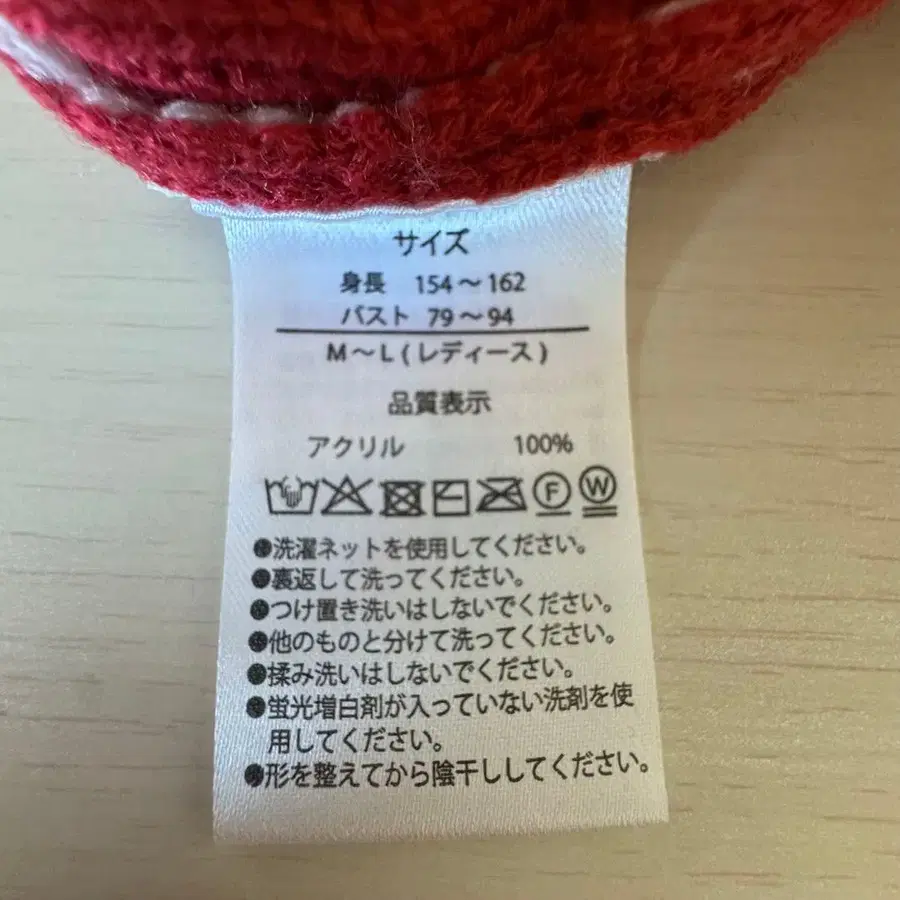 サイズ
身長 154～162
バスト 79～94
M～L(レディース)
品質表示
アクリル 100%
F W
●洗濯ネットを使用してください。
●裏返して洗ってください。
●つけ置き洗いはしないでください。
●他のものと分けて洗ってください。
●揉み洗いはしないでください。
●蛍光増白剤が入っていない洗剤を使
用してください。
●形を整えてから陰干ししてください。